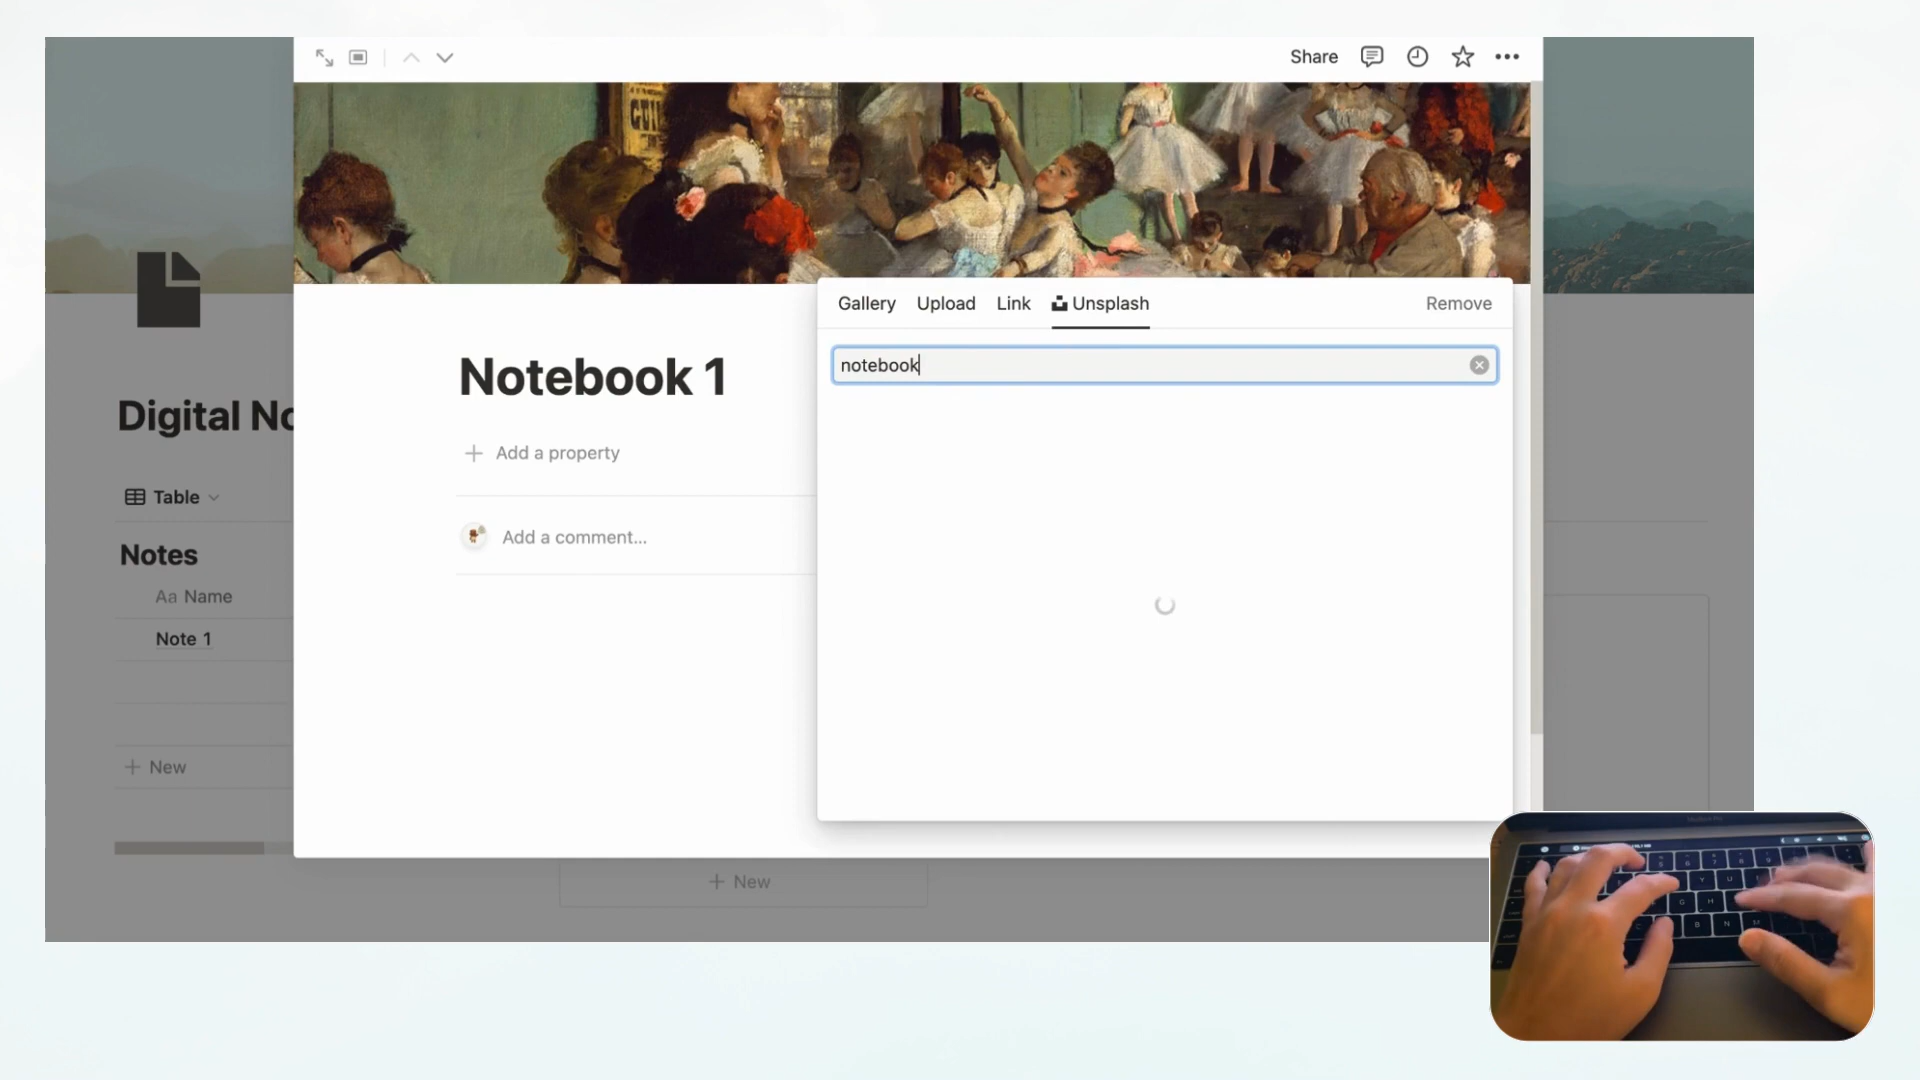 Share
Gallery Upload Link Unsplash Remove
notebook
Notebook 1
Add a property
Add a comment...
Digital No
Table
Notes
Aa Name
Note 1
+ New
+ New